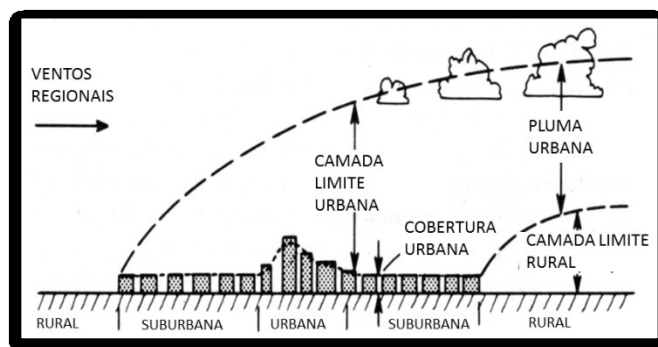 VENTOS
REGIONAIS
CAMADA
LIMITE
URBANA
PLUMA
URBANA
COBERTURA
URBANA
CAMADA LIMITE
RURAL
RURAL
SUBURBANA
URBANA
SUBURBANA
RURAL